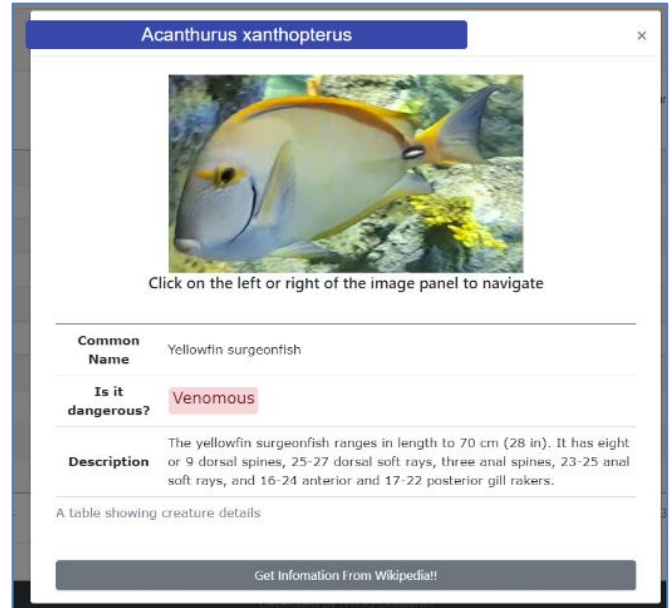 Acanthurus xanthopterus
×
Click on the left or right of the image panel to navigate
Common
Name
Yellowfin surgeonfish
Is it
dangerous?
Venomous
Description
The yellowfin surgeonfish ranges in length to 70 cm (28 in). It has eight
or 9 dorsal spines, 25-27 dorsal soft rays, three anal spines, 23-25 anal
soft rays, and 16-24 anterior and 17-22 posterior gill rakers.
A table showing creature details
Get Infomation From Wikipedia!!